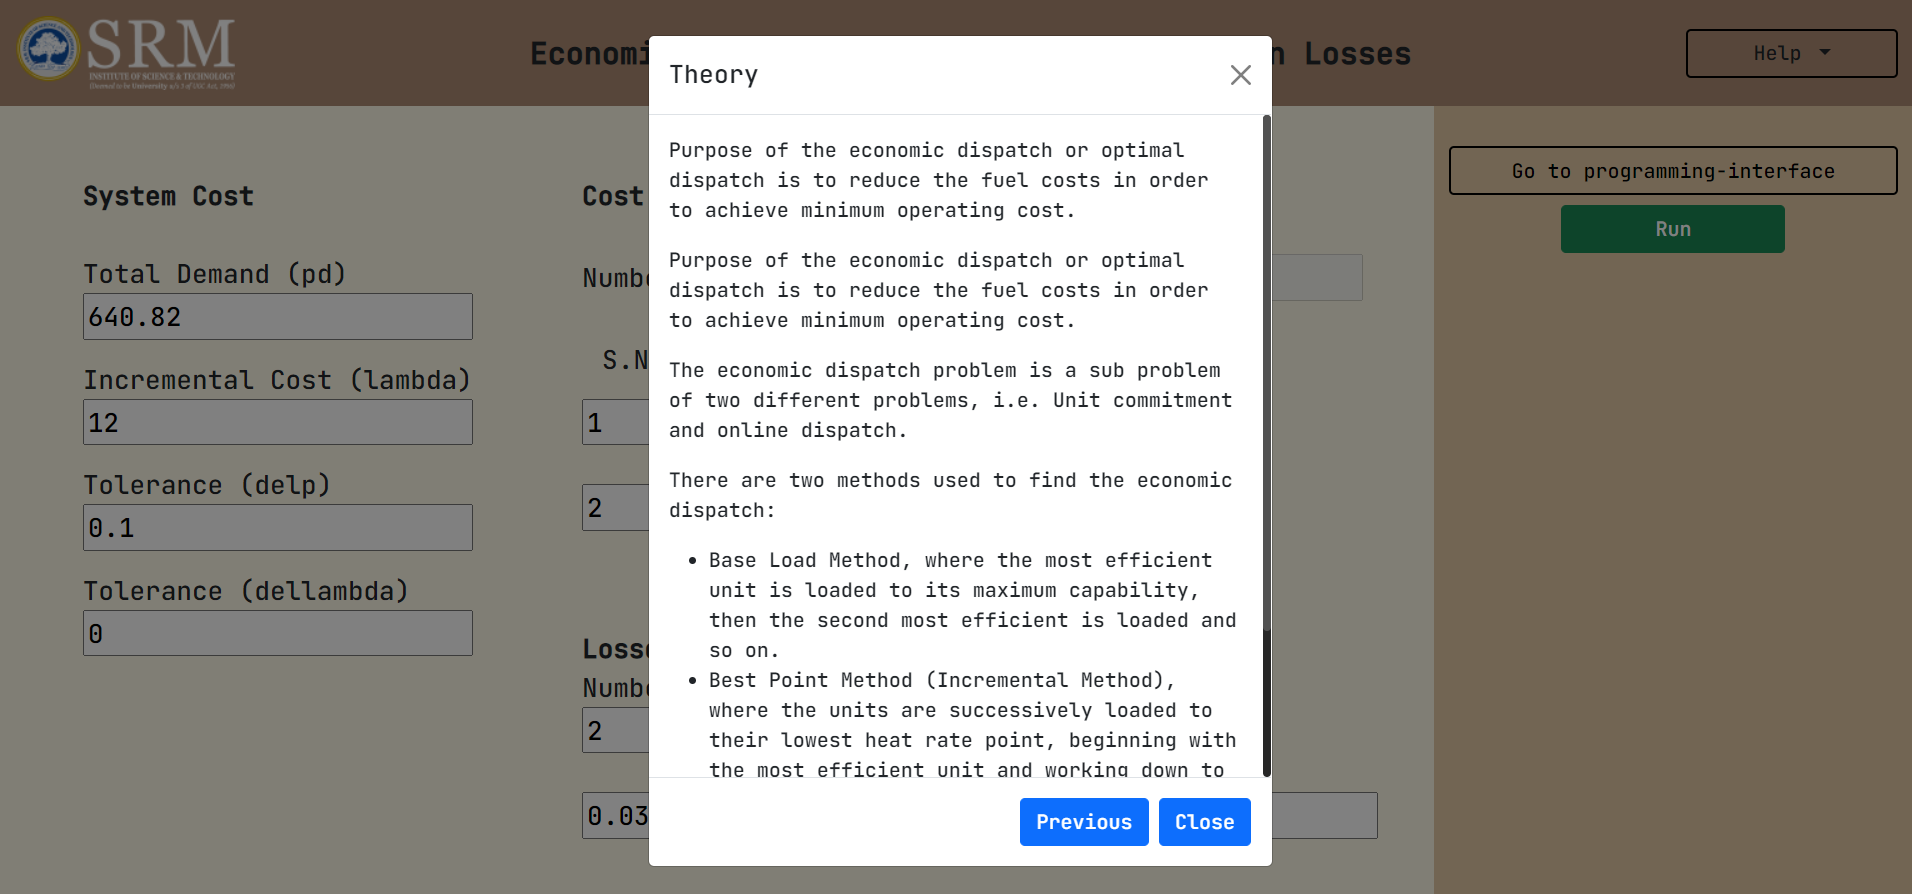 SRM
INSTITUTE OF SCIENCE & TECHNOLOGY
(Deemed to be University u/s 3 of UGC Act, 1956)
Economi
n Losses
Help
Theory
Purpose of the economic dispatch or optimal
dispatch is to reduce the fuel costs in order
to achieve minimum operating cost.
Purpose of the economic dispatch or optimal
dispatch is to reduce the fuel costs in order
to achieve minimum operating cost.
The economic dispatch problem is a sub problem
of two different problems, i.e. Unit commitment
and online dispatch.
There are two methods used to find the economic
dispatch:
• Base Load Method, where the most efficient
unit is loaded to its maximum capability,
then the second most efficient is loaded and
so on.
• Best Point Method (Incremental Method),
where the units are successively loaded to
their lowest heat rate point, beginning with
the most efficient unit and working down to
Previous
Close
System Cost
Total Demand (pd)
640.82
Incremental Cost (lambda)
12
Tolerance (delp)
0.1
Tolerance (dellambda)
0
Cost
Numb
S.N
1
2
Loss
Numb
2
0.03
Go to programming-interface
Run